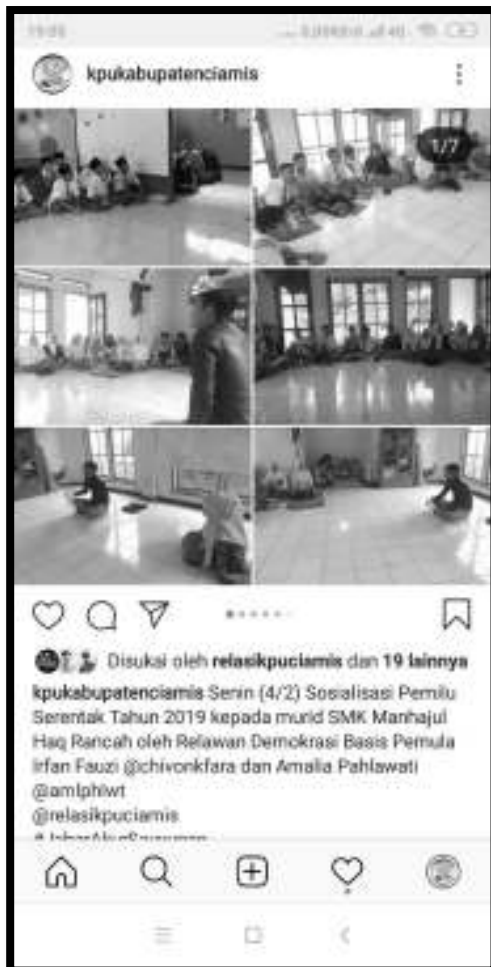 kpukabupatenciamis
1/7
Disukai oleh relasikpuciamis dan 19 lainnya
kpukabupatenciamis Senin (4/2) Sosialisasi Pemilu
Serentak Tahun 2019 kepada murid SMK Manhajul
Haq Rancah oleh Relawan Demokrasi Basis Pemula
Irfan Fauzi @chivonkfara dan Amalia Pahlawati
@amlphlwt
@relasikpuciamis